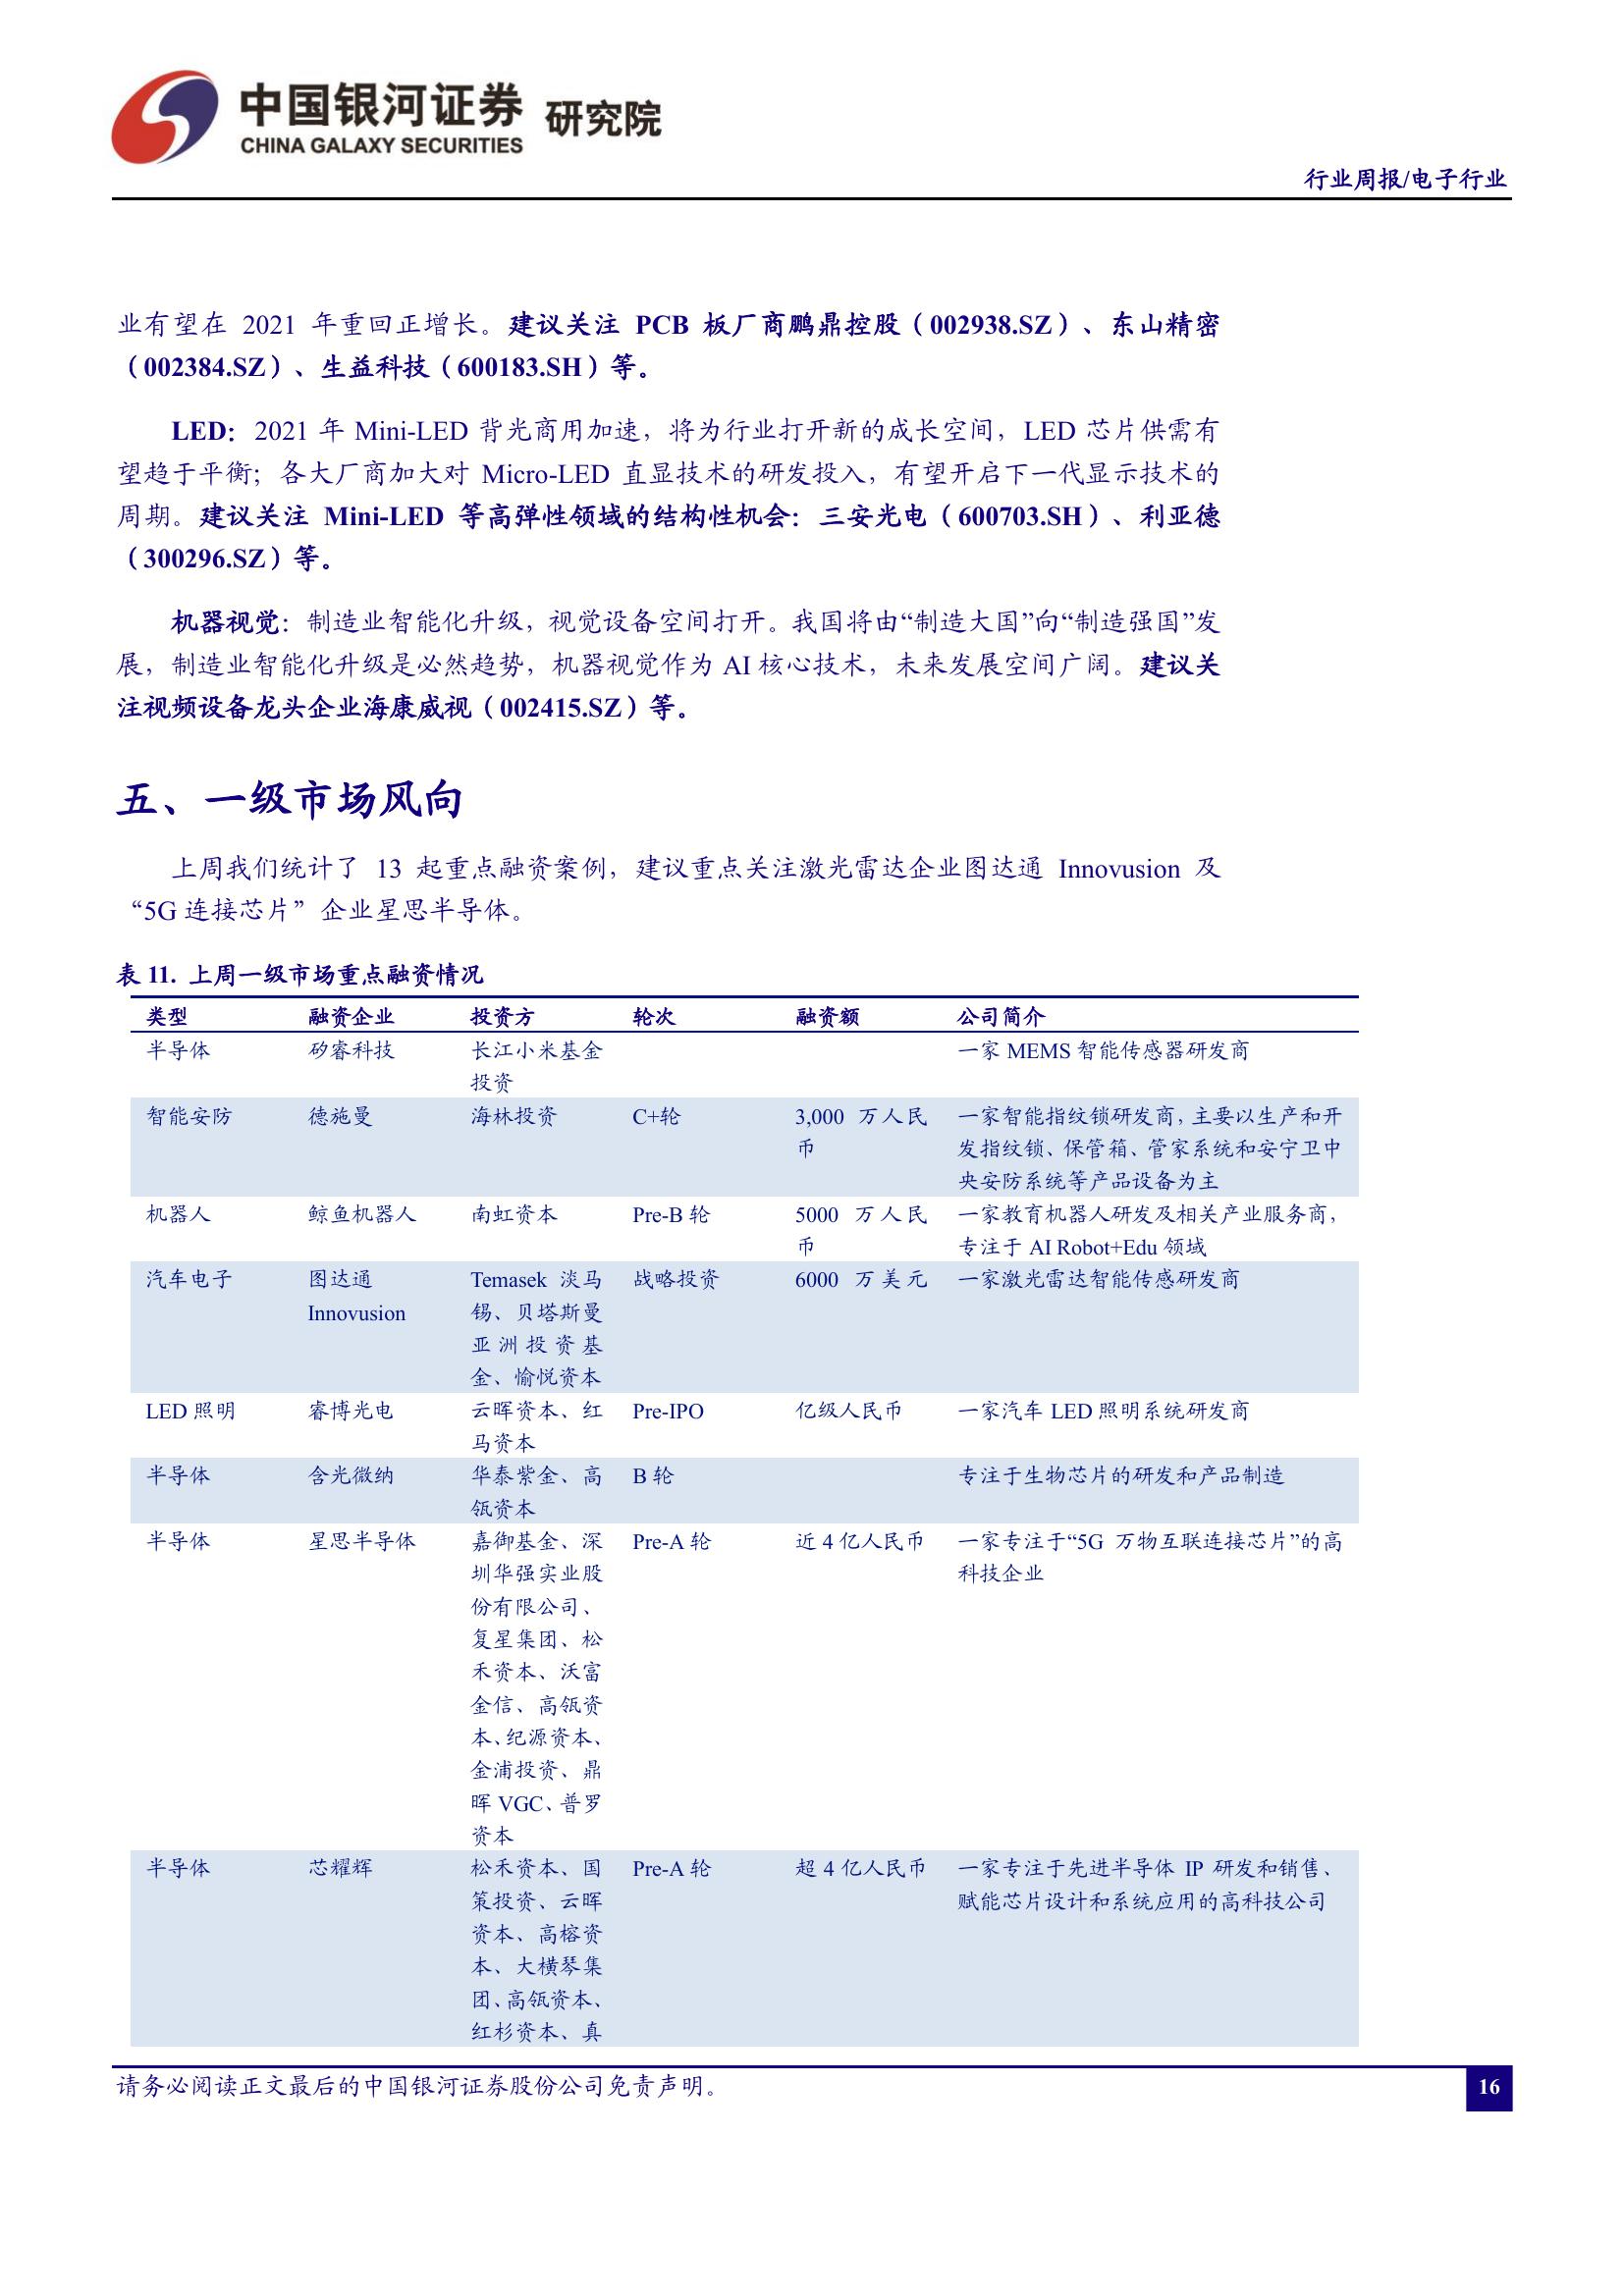 中国银河证券 研究院
CHINA GALAXY SECURITIES
行业周报/电子行业
业有望在 2021 年重回正增长。建议关注 PCB 板厂商鹏鼎控股（002938.SZ）、东山精密
（002384.SZ）、生益科技（600183.SH）等。
LED：2021 年 Mini-LED 背光商用加速，将为行业打开新的成长空间，LED 芯片供需有
望趋于平衡；各大厂商加大对 Micro-LED 直显技术的研发投入，有望开启下一代显示技术的
周期。建议关注 Mini-LED 等高弹性领域的结构性机会：三安光电（600703.SH）、利亚德
（300296.SZ）等。
机器视觉：制造业智能化升级，视觉设备空间打开。我国将由“制造大国”向“制造强国”发
展，制造业智能化升级是必然趋势，机器视觉作为 AI 核心技术，未来发展空间广阔。建议关
注视频设备龙头企业海康威视（002415.SZ）等。
五、一级市场风向
上周我们统计了 13 起重点融资案例，建议重点关注激光雷达企业图达通 Innovusion 及
“5G 连接芯片”企业星思半导体。
表 11. 上周一级市场重点融资情况
类型 融资企业 投资方 轮次 融资额 公司简介
半导体 矽睿科技 长江小米基金 一家 MEMS 智能传感器研发商
投资
智能安防 德施曼 海林投资 C+轮 3,000 万人民 一家智能指纹锁研发商，主要以生产和开
币 发指纹锁、保管箱、管家系统和安宁卫中
央安防系统等产品设备为主
机器人 鲸鱼机器人 南虹资本 Pre-B 轮 5000 万人民 一家教育机器人研发及相关产业服务商，
币 专注于 AI Robot+Edu 领域
汽车电子 图达通 Temasek 淡马 战略投资 6000 万美元 一家激光雷达智能传感研发商
Innovusion 锡、贝塔斯曼
亚洲投资基
金、愉悦资本
LED 照明 睿博光电 云晖资本、红 Pre-IPO 亿级人民币 一家汽车 LED 照明系统研发商
马资本
半导体 含光微纳 华泰紫金、高 B 轮 专注于生物芯片的研发和产品制造
瓴资本
半导体 星思半导体 嘉御基金、深 Pre-A 轮 近 4 亿人民币 一家专注于“5G 万物互联连接芯片”的高
圳华强实业股 科技企业
份有限公司、
复星集团、松
禾资本、沃富
金信、高瓴资
本、纪源资本、
金浦投资、鼎
晖 VGC、普罗
资本
半导体 芯耀辉 松禾资本、国 Pre-A 轮 超 4 亿人民币 一家专注于先进半导体 IP 研发和销售、
策投资、云晖 赋能芯片设计和系统应用的高科技公司
资本、高榕资
本、大横琴集
团、高瓴资本、
红杉资本、真
请务必阅读正文最后的中国银河证券股份公司免责声明。
16